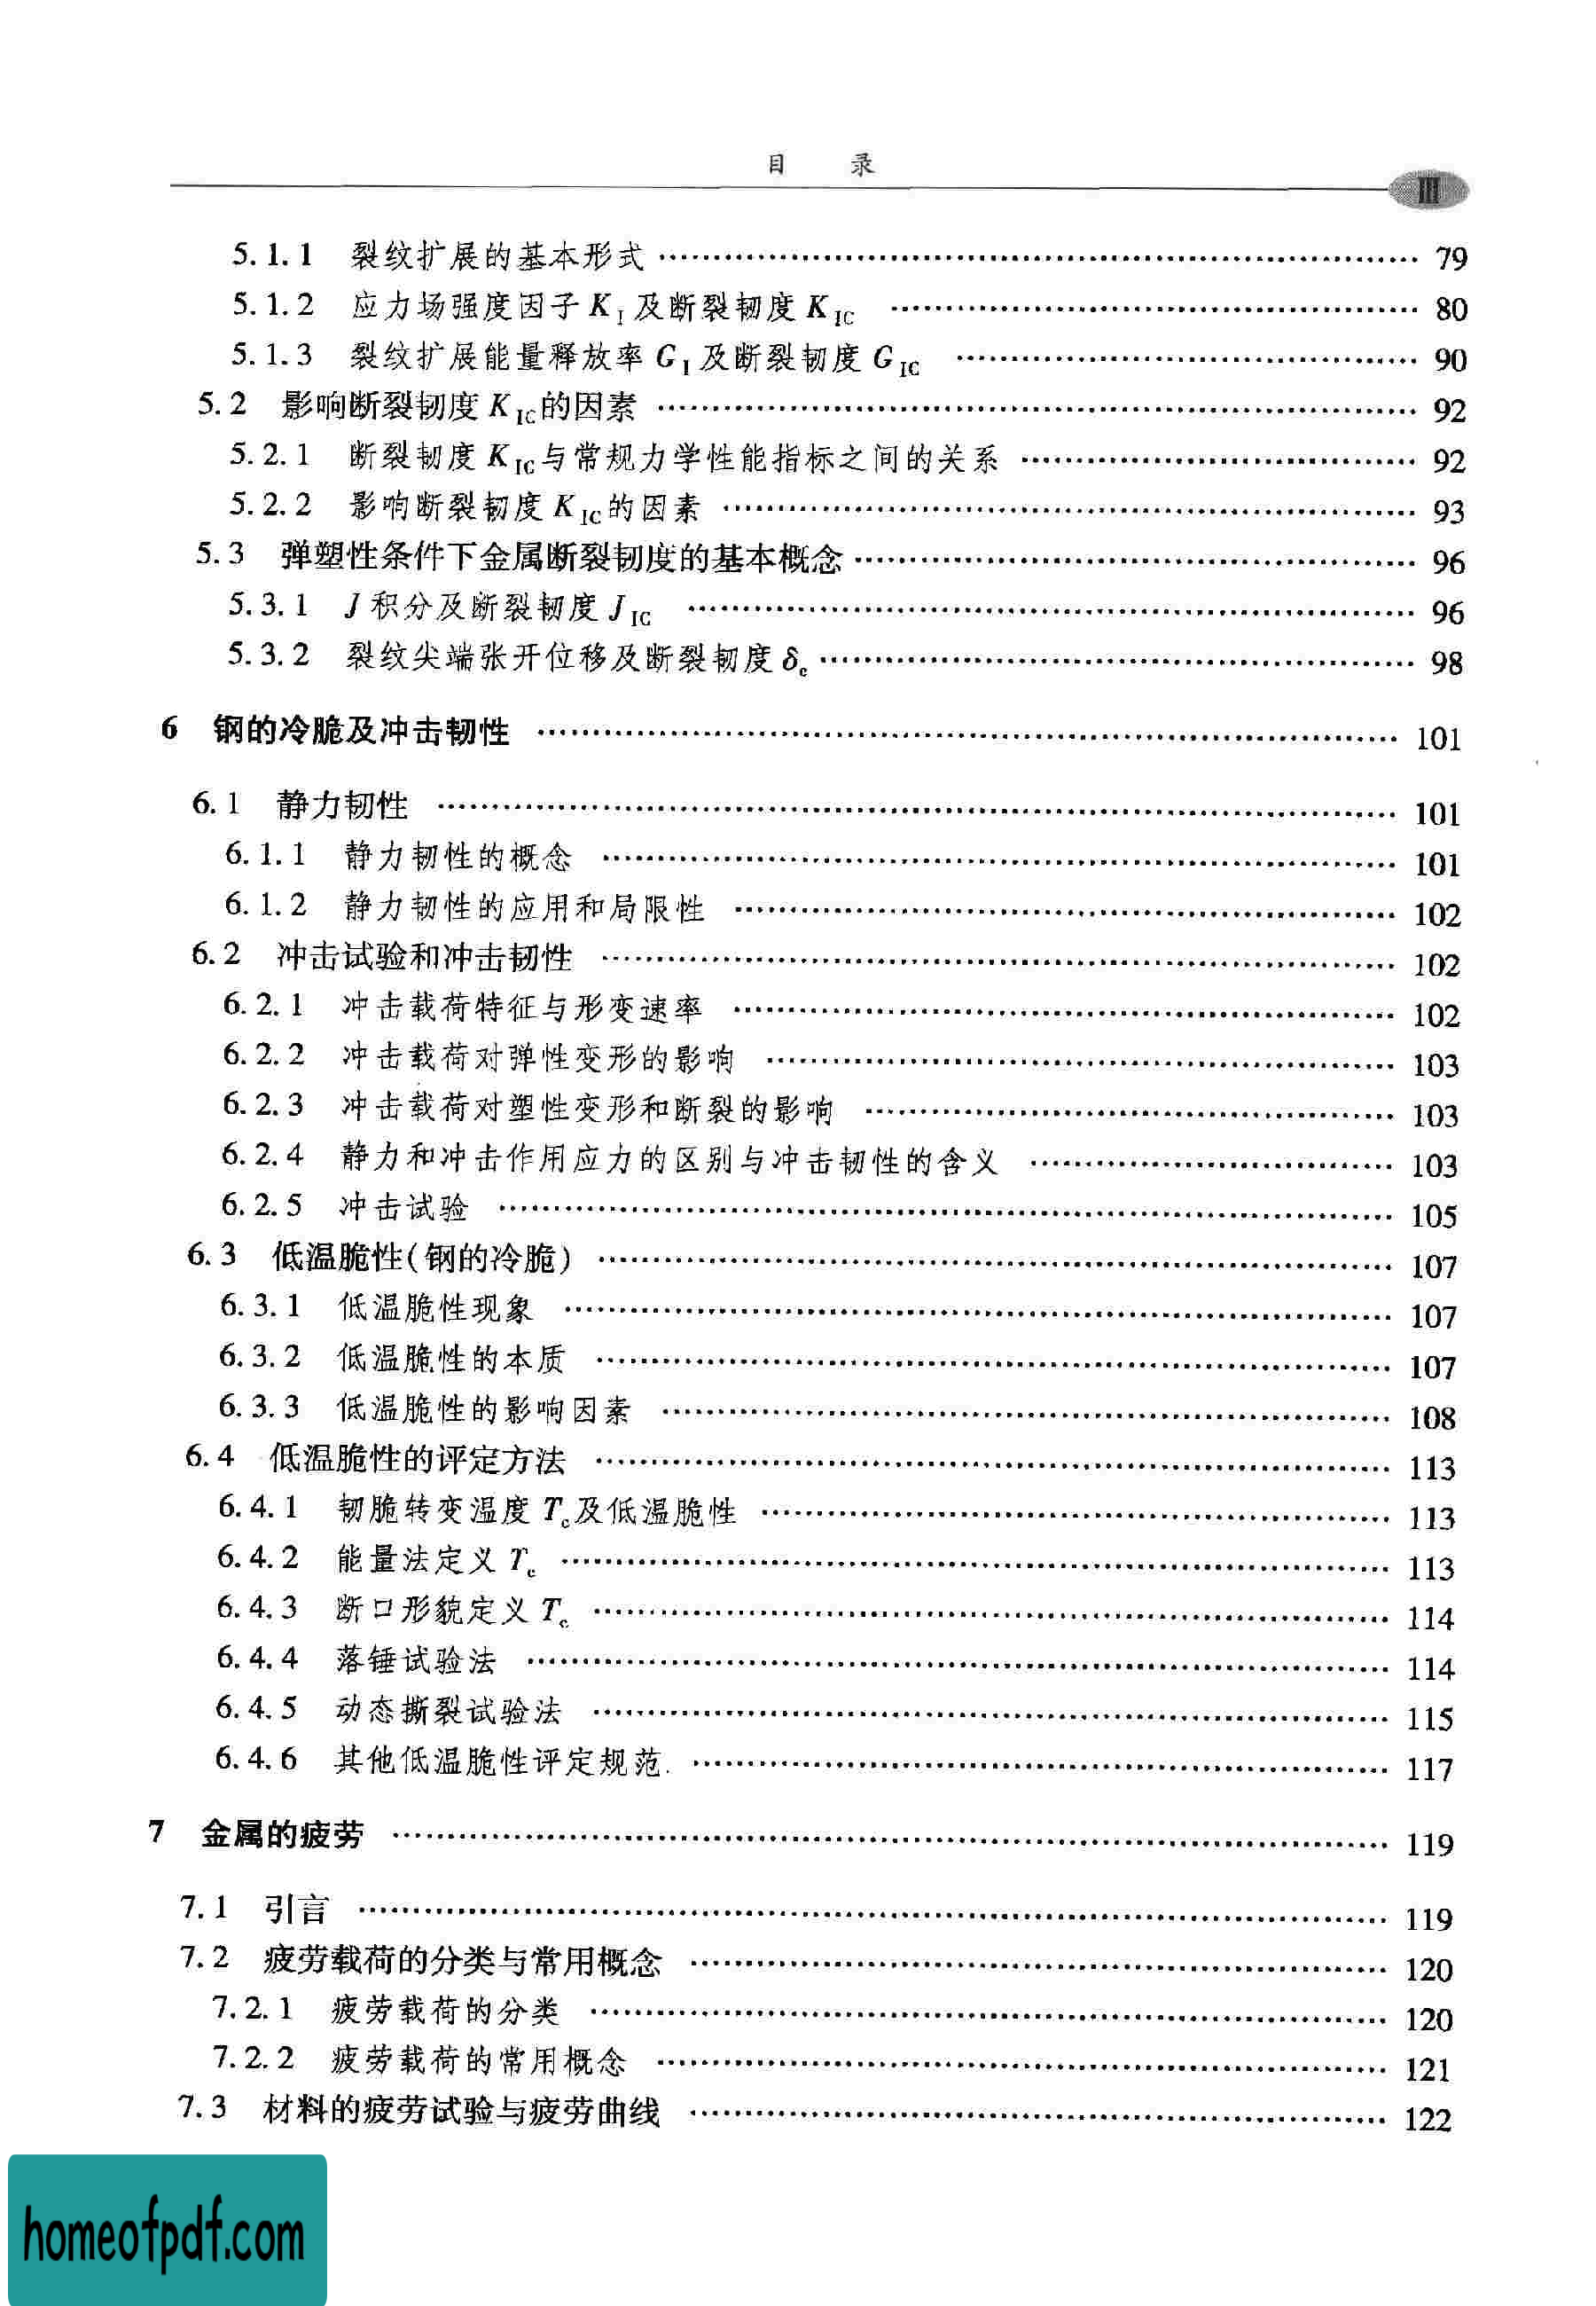 目 录
III
5.1.1 裂纹扩展的基本形式 …… 79
5.1.2 应力场强度因子 K_I 及断裂韧度 K_IC …… 80
5.1.3 裂纹扩展能量释放率 G_I 及断裂韧度 G_IC …… 90
5.2 影响断裂韧度 K_IC 的因素 …… 92
5.2.1 断裂韧度 K_IC 与常规力学性能指标之间的关系 …… 92
5.2.2 影响断裂韧度 K_IC 的因素 …… 93
5.3 弹塑性条件下金属断裂韧度的基本概念 …… 96
5.3.1 J 积分及断裂韧度 J_IC …… 96
5.3.2 裂纹尖端张开位移及断裂韧度 δ_c …… 98
6 钢的冷脆及冲击韧性 …… 101
6.1 静力韧性 …… 101
6.1.1 静力韧性的概念 …… 101
6.1.2 静力韧性的应用和局限性 …… 102
6.2 冲击试验和冲击韧性 …… 102
6.2.1 冲击载荷特征与形变速率 …… 102
6.2.2 冲击载荷对弹性变形的影响 …… 103
6.2.3 冲击载荷对塑性变形和断裂的影响 …… 103
6.2.4 静力和冲击作用应力的区别与冲击韧性的含义 …… 103
6.2.5 冲击试验 …… 105
6.3 低温脆性(钢的冷脆) …… 107
6.3.1 低温脆性现象 …… 107
6.3.2 低温脆性的本质 …… 107
6.3.3 低温脆性的影响因素 …… 108
6.4 低温脆性的评定方法 …… 113
6.4.1 韧脆转变温度 T_c 及低温脆性 …… 113
6.4.2 能量法定义 T_c …… 113
6.4.3 断口形貌定义 T_c …… 114
6.4.4 落锤试验法 …… 114
6.4.5 动态撕裂试验法 …… 115
6.4.6 其他低温脆性评定规范 …… 117
7 金属的疲劳 …… 119
7.1 引言 …… 119
7.2 疲劳载荷的分类与常用概念 …… 120
7.2.1 疲劳载荷的分类 …… 120
7.2.2 疲劳载荷的常用概念 …… 121
7.3 材料的疲劳试验与疲劳曲线 …… 122
homeofpdf.com